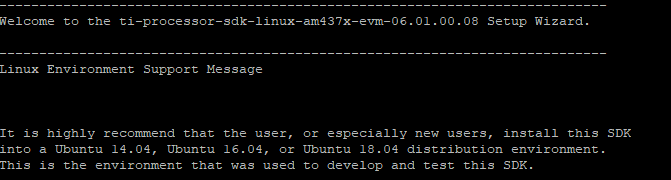 ----------------------------------------------------------------------------
Welcome to the ti-processor-sdk-linux-am437x-evm-06.01.00.08 Setup Wizard.
----------------------------------------------------------------------------
Linux Environment Support Message
It is highly recommend that the user, or especially new users, install this SDK
into a Ubuntu 14.04, Ubuntu 16.04, or Ubuntu 18.04 distribution environment.
This is the environment that was used to develop and test this SDK.